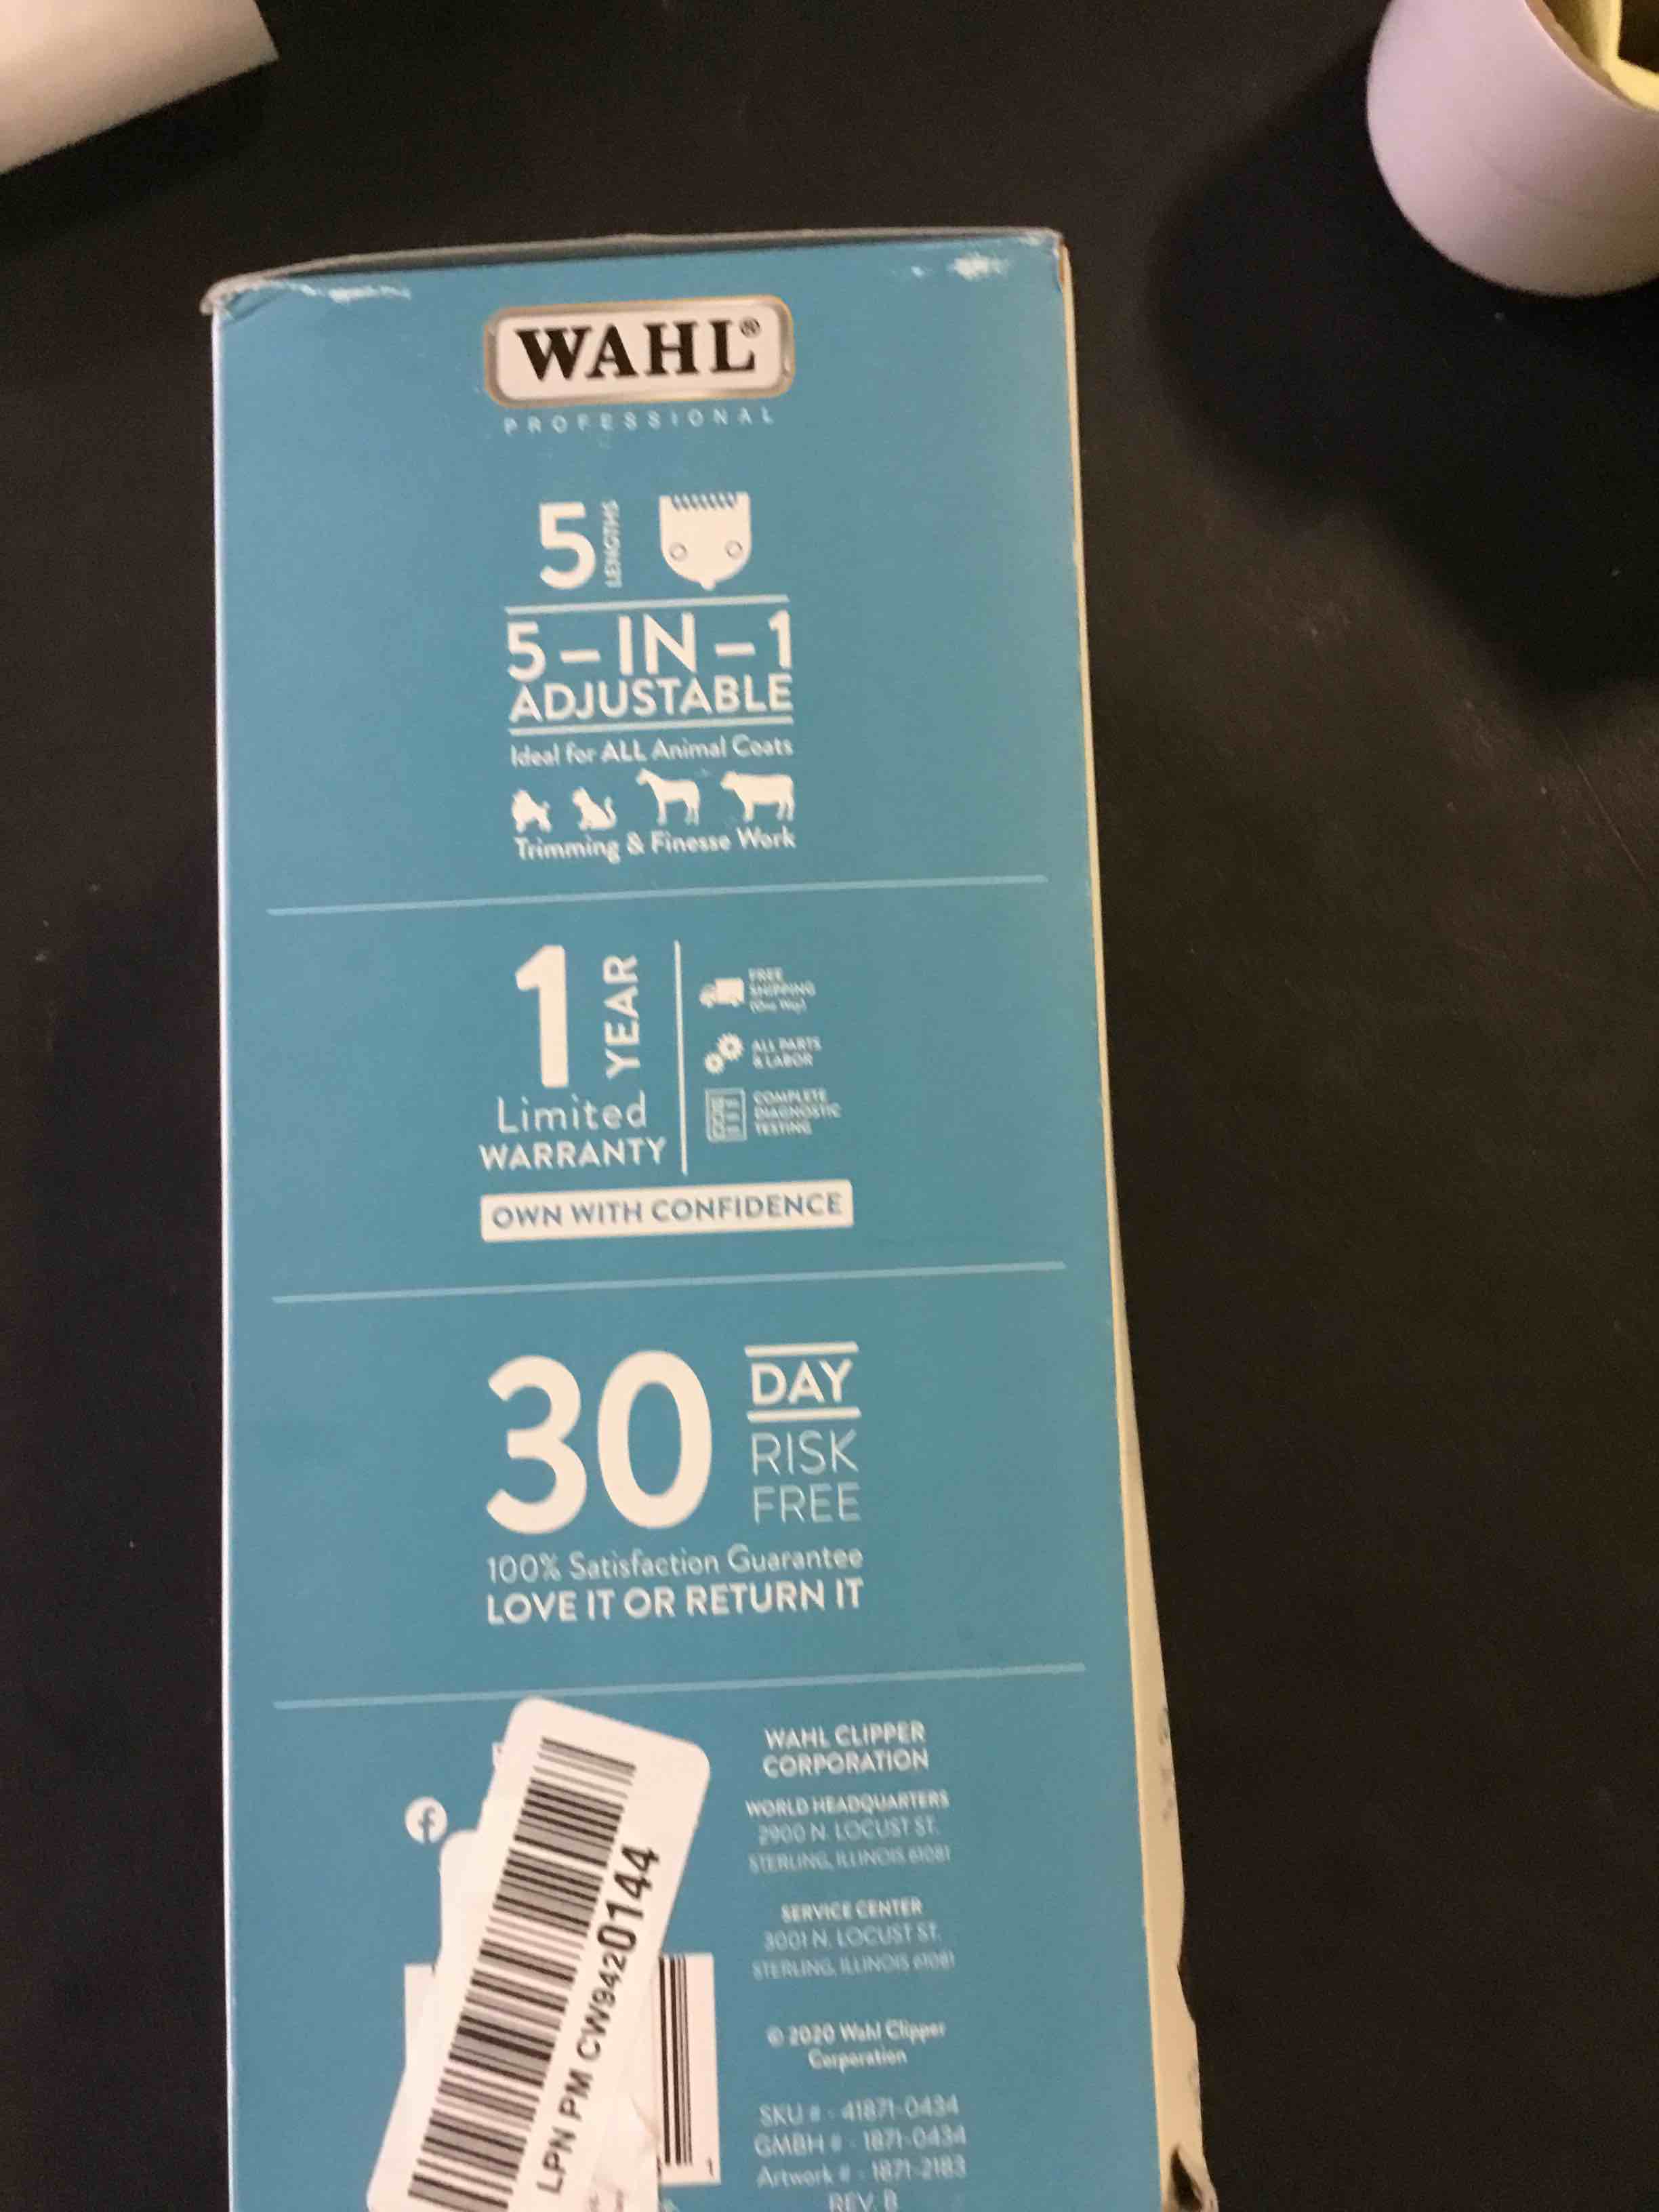 WAHL®
PROFESSIONAL
5 LENGTHS
5-IN-1
ADJUSTABLE
Ideal for ALL Animal Coats
Trimming & Finesse Work
1 YEAR
Limited
WARRANTY
FREE
SHIPPING
(One Way)
ALL PARTS
& LABOR
COMPLETE
DIAGNOSTIC
TESTING
OWN WITH CONFIDENCE
30 DAY
RISK
FREE
100% Satisfaction Guarantee
LOVE IT OR RETURN IT
f
LPN PM CW9420144
1
WAHL CLIPPER
CORPORATION
WORLD HEADQUARTERS
2900 N. LOCUST ST.
STERLING, ILLINOIS 61081
SERVICE CENTER
3001 N. LOCUST ST.
STERLING, ILLINOIS 61081
© 2020 Wahl Clipper
Corporation
SKU # - 41871-0434
GMBH # - 1871-0434
Artwork # - 1871-2183
REV. B